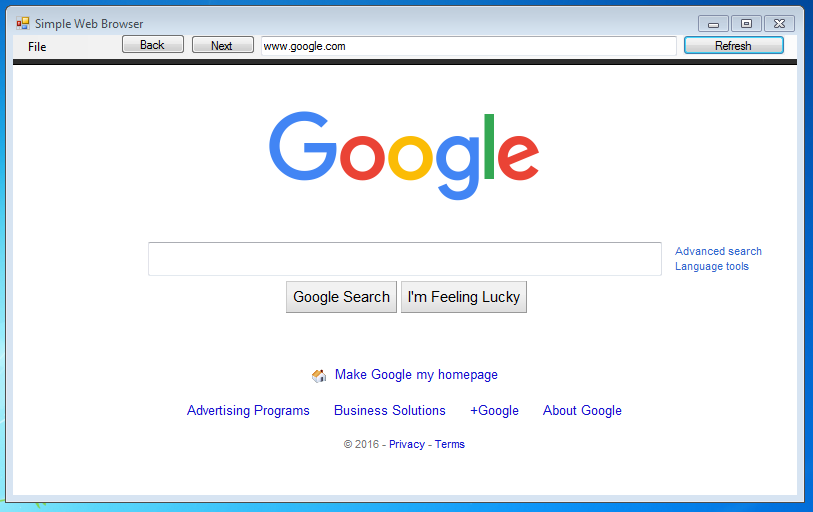 Simple Web Browser
File Back Next www.google.com Refresh
Google
Advanced search
Language tools
Google Search I'm Feeling Lucky
Make Google my homepage
Advertising Programs Business Solutions +Google About Google
© 2016 - Privacy - Terms